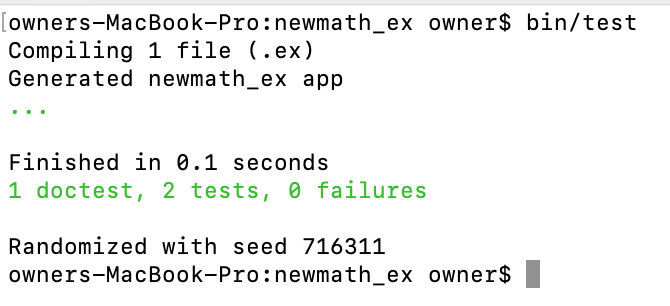 [owners-MacBook-Pro:newmath_ex owner$ bin/test
Compiling 1 file (.ex)
Generated newmath_ex app
...
Finished in 0.1 seconds
1 doctest, 2 tests, 0 failures
Randomized with seed 716311
owners-MacBook-Pro:newmath_ex owner$